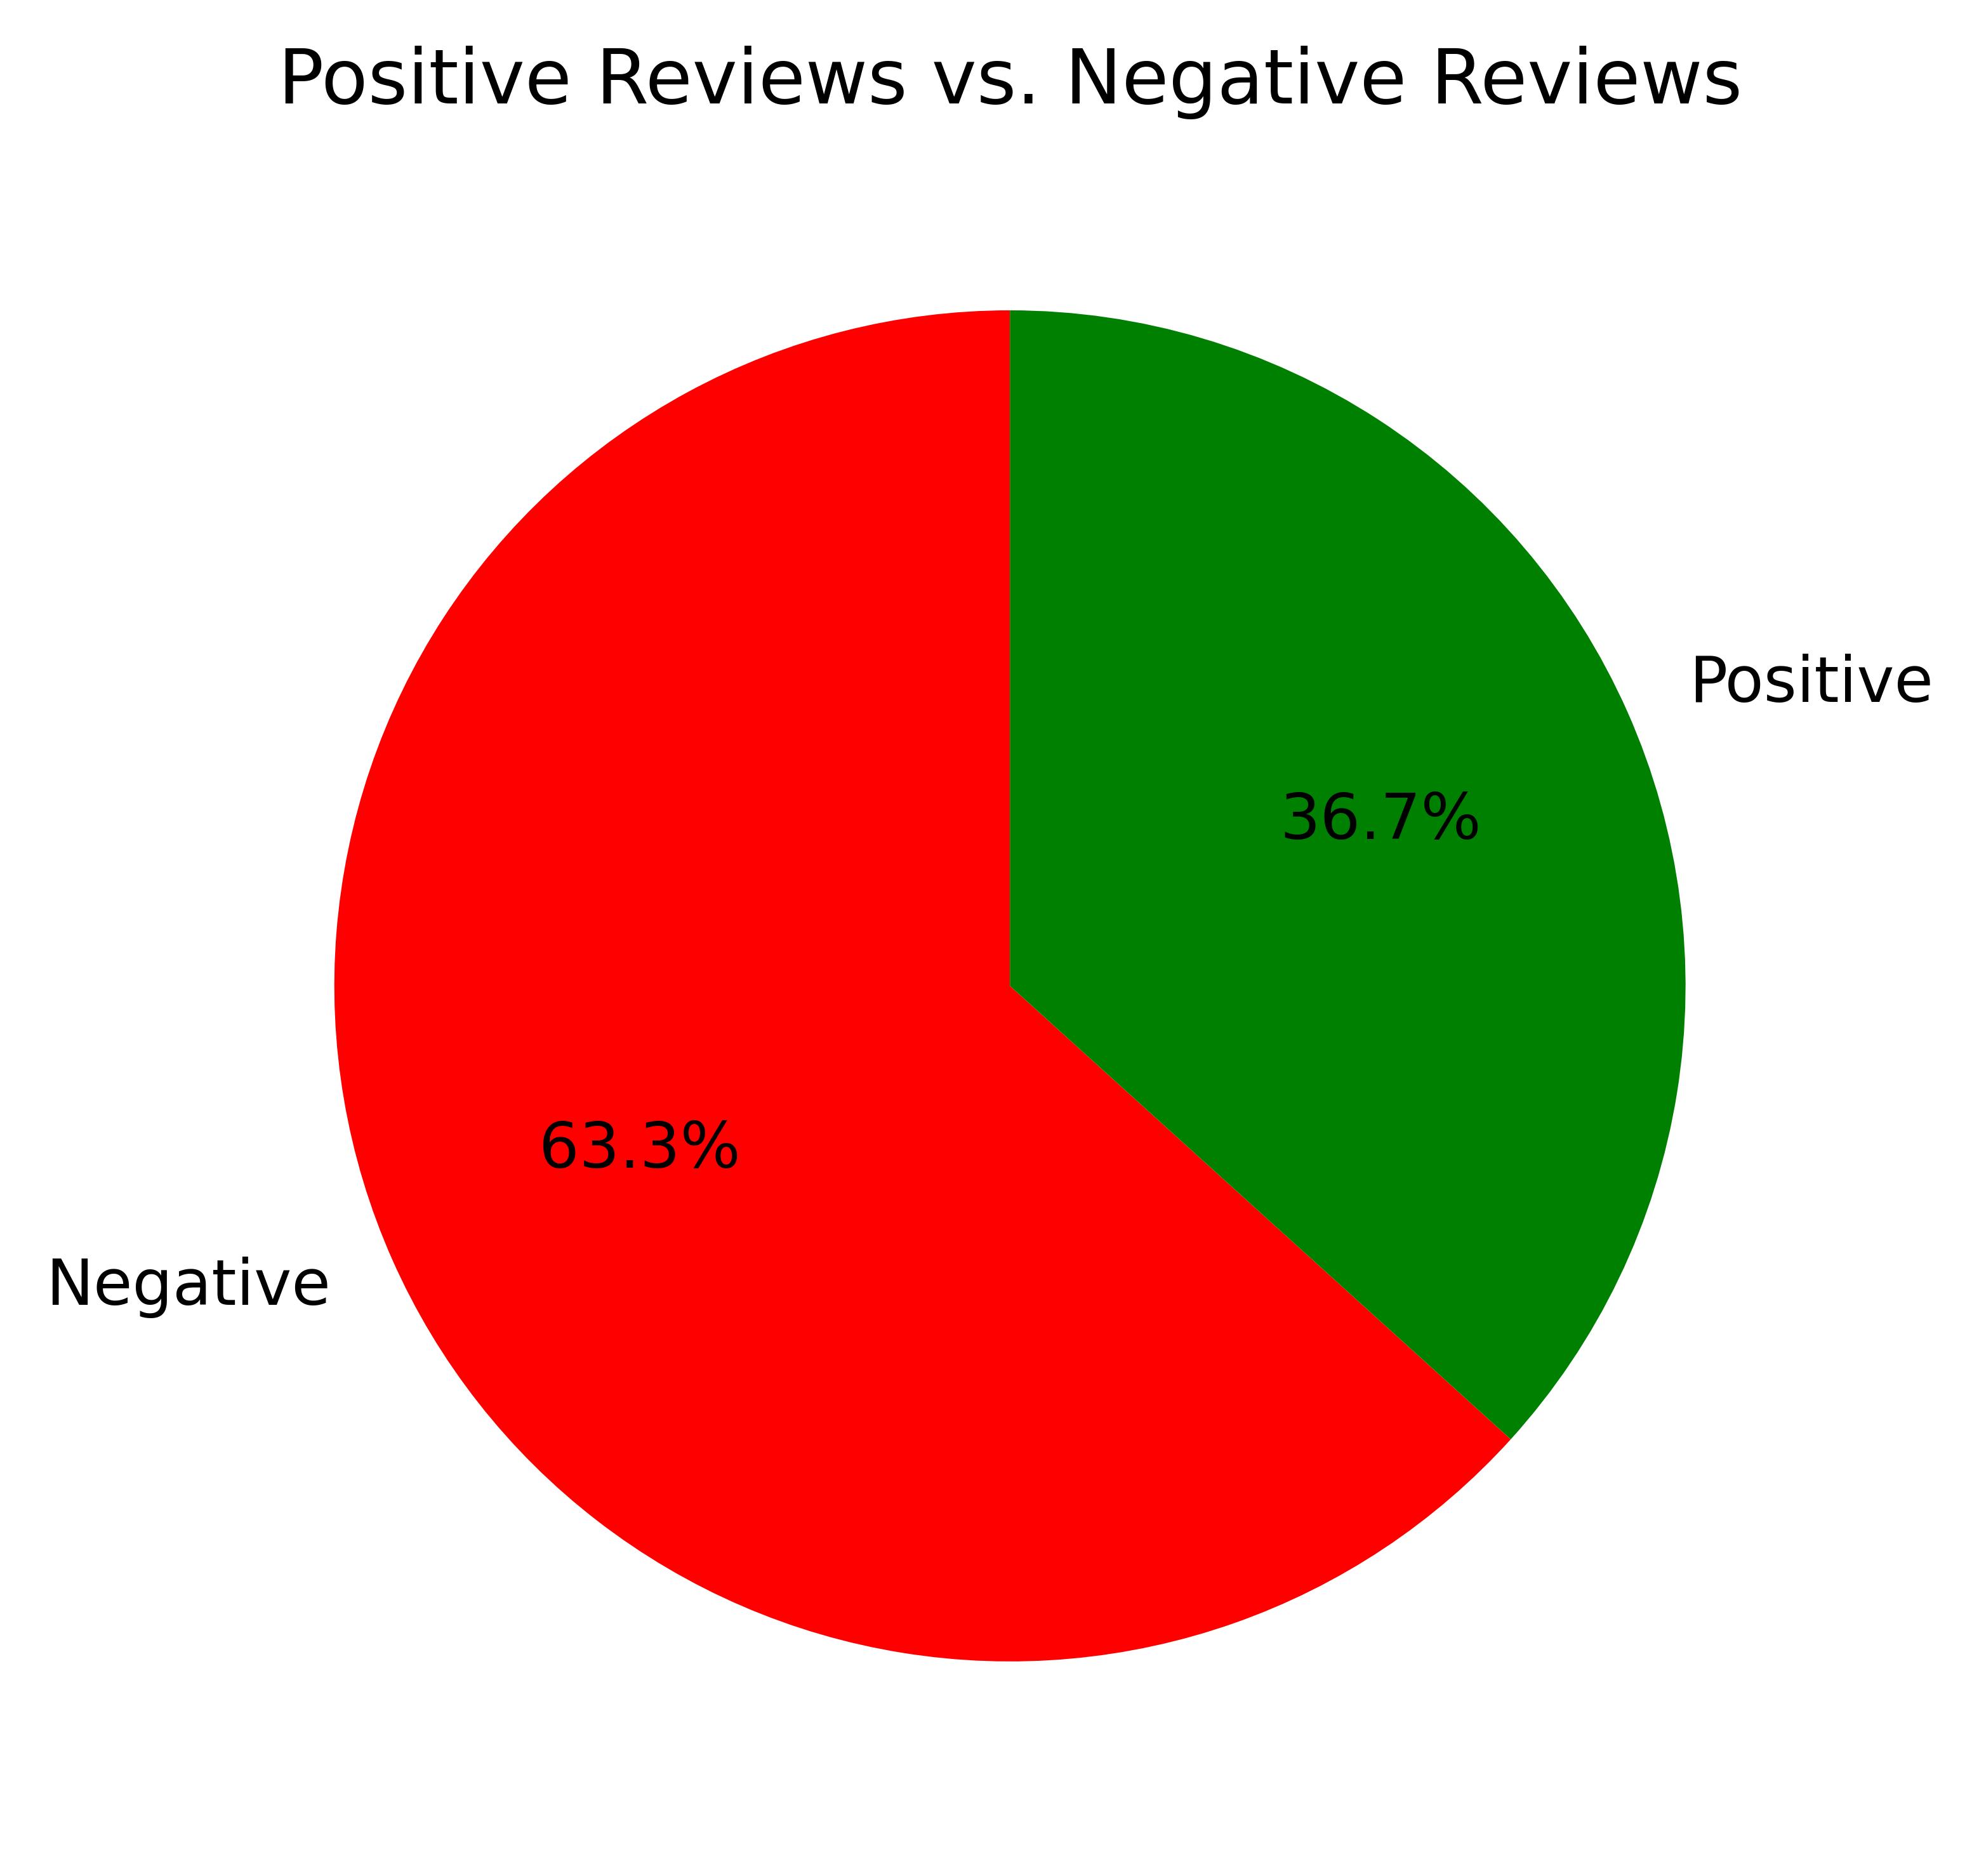 Positive Reviews vs. Negative Reviews
Positive
36.7%
63.3%
Negative